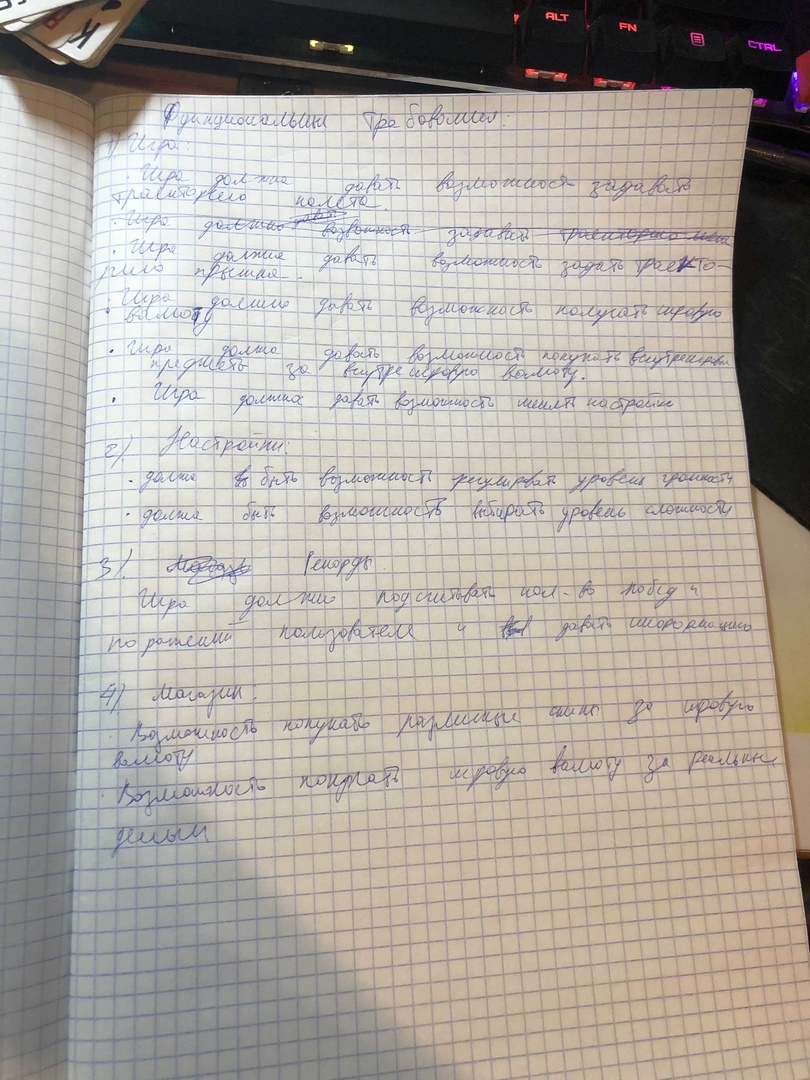 ALT
FN
CTRL
К
8
Функциональные требования:
1) Игра:
· Игра должна давать возможность задавать
траекторию полета.
· Игра должна давать возможность задавать траекторию
· Игра должна давать возможность задать траекто-
рию прыжка.
· Игра должна давать возможность получать игровую
валюту
· Игра должна давать возможность покупать внутриигровые
предметы за внутриигровую валюту.
· Игра должна давать возможность менять настройки
2) Настройки:
· должна быть возможность регулировать уровень громкости
· должна быть возможность выбирать уровень сложности
3). Рекорды.
Игра должна подсчитывать кол-во побед и
поражений пользователя и давать информацию
4) Магазин:
· Возможность покупать различные скины за игровую
валюту
· Возможность покупать игровую валюту за реальные
деньги